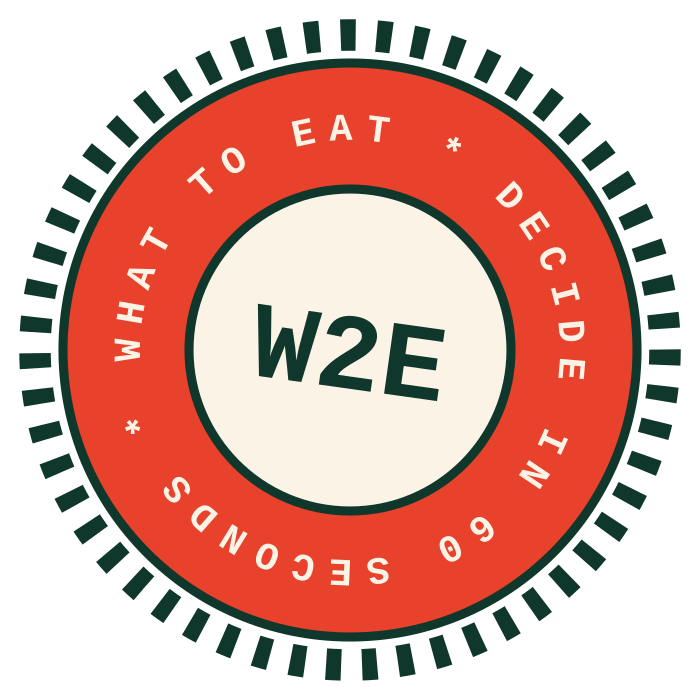 WHAT TO EAT * DECIDE IN 60 SECONDS *
W2E